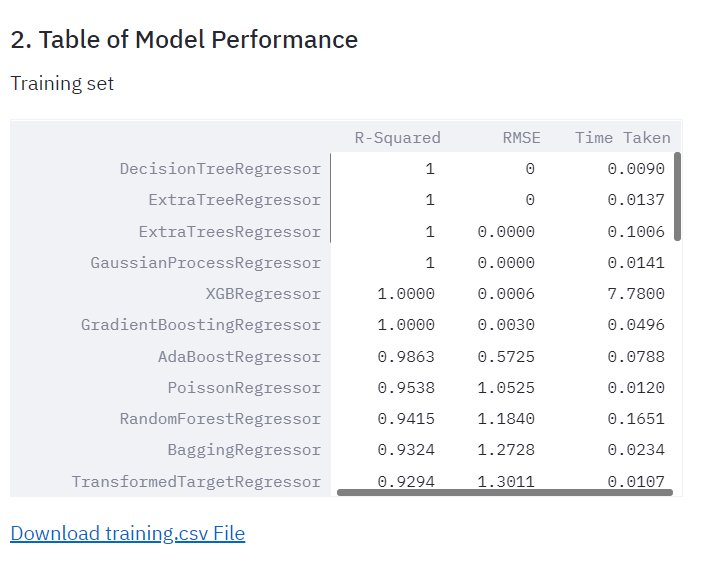 2. Table of Model Performance
Training set
R-Squared RMSE Time Taken
DecisionTreeRegressor 1 0 0.0090
ExtraTreeRegressor 1 0 0.0137
ExtraTreesRegressor 1 0.0000 0.1006
GaussianProcessRegressor 1 0.0000 0.0141
XGBRegressor 1.0000 0.0006 7.7800
GradientBoostingRegressor 1.0000 0.0030 0.0496
AdaBoostRegressor 0.9863 0.5725 0.0788
PoissonRegressor 0.9538 1.0525 0.0120
RandomForestRegressor 0.9415 1.1840 0.1651
BaggingRegressor 0.9324 1.2728 0.0234
TransformedTargetRegressor 0.9294 1.3011 0.0107
Download training.csv File